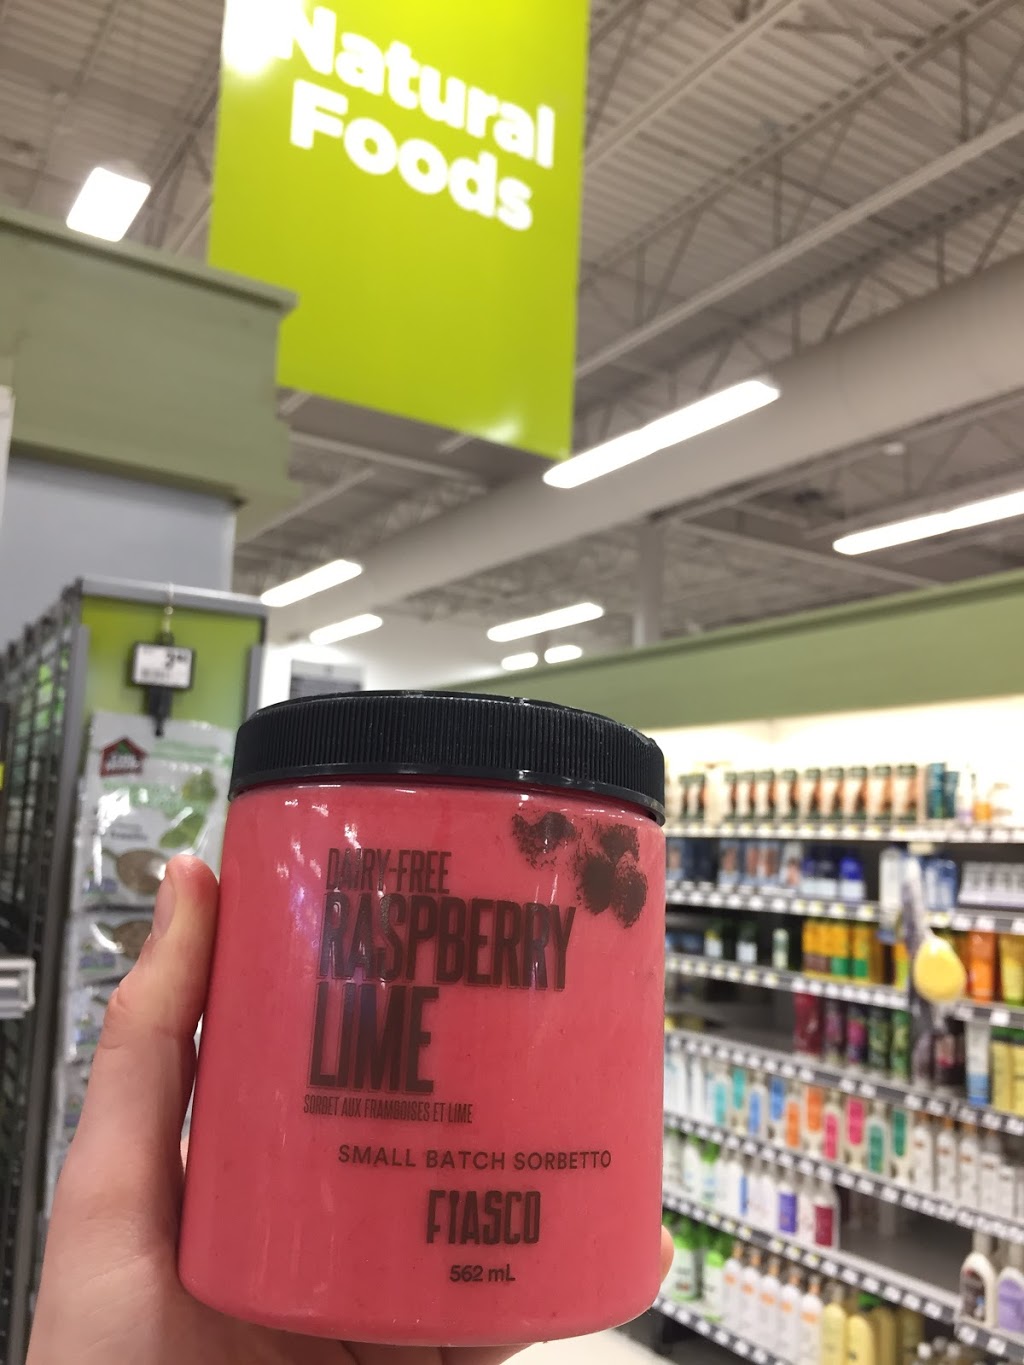 Natural
Foods
DAIRY-FREE
RASPBERRY
LIME
SORBET AUX FRAMBOISES ET LIME
SMALL BATCH SORBETTO
FIASCO
562 mL